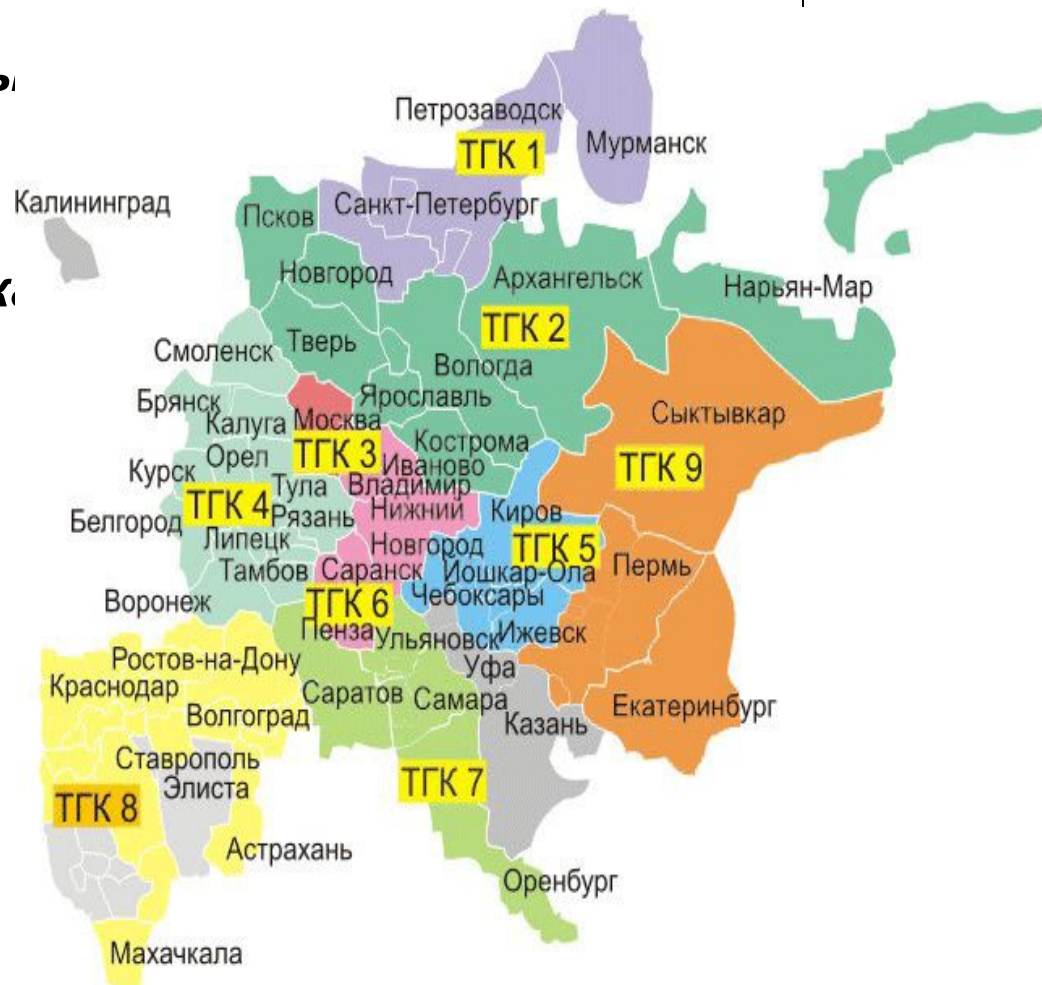 Петрозаводск
ТГК 1
Мурманск
Калининград
Псков
Санкт-Петербург
Новгород
Архангельск
Нарьян-Мар
ТГК 2
Смоленск
Тверь
Вологда
Брянск
Ярославль
Калуга
Москва
Сыктывкар
Орел
ТГК 3
Кострома
Курск
Иваново
ТГК 9
Тула
Владимир
ТГК 4
Рязань
Нижний
Киров
Белгород
Липецк
Новгород
ТГК 5
Тамбов
Саранск
Йошкар-Ола
Пермь
Воронеж
ТГК 6
Чебоксары
Пенза
Ульяновск
Ижевск
Ростов-на-Дону
Уфа
Краснодар
Саратов
Самара
Екатеринбург
Волгоград
Казань
Ставрополь
Элиста
ТГК 7
ТГК 8
Астрахань
Оренбург
Махачкала